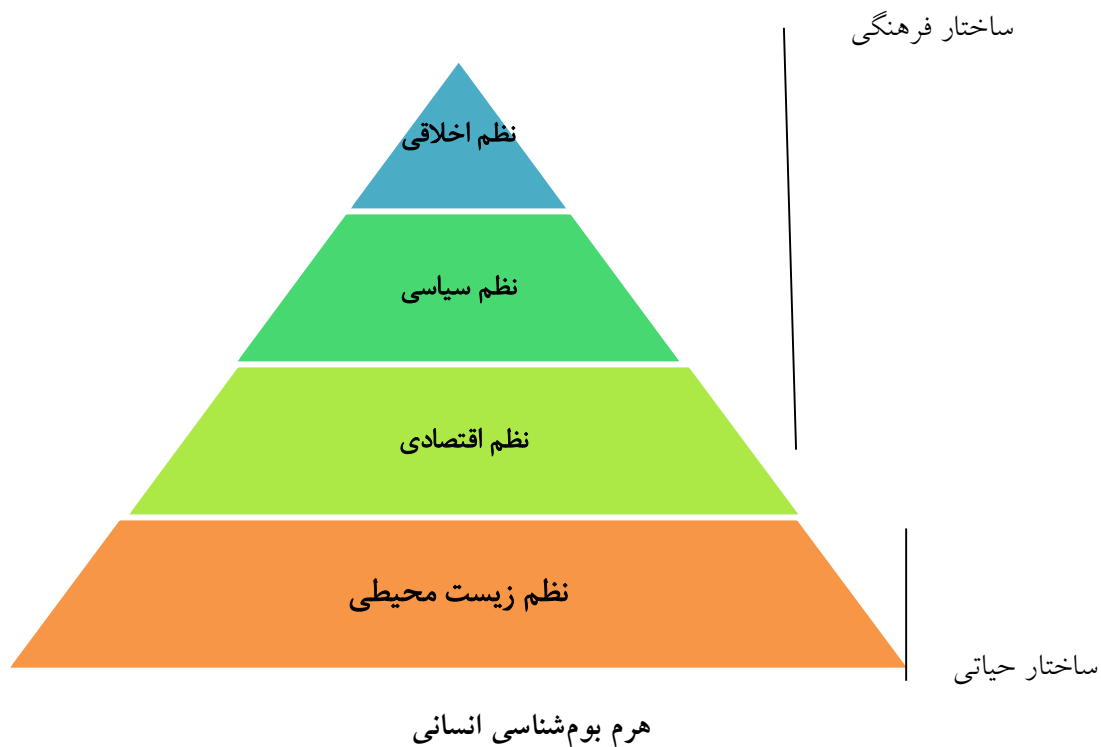 ساختار فرهنگی
نظم اخلاقی
نظم سیاسی
نظم اقتصادی
نظم زیست محیطی
ساختار حیاتی
هرم بوم‌شناسی انسانی